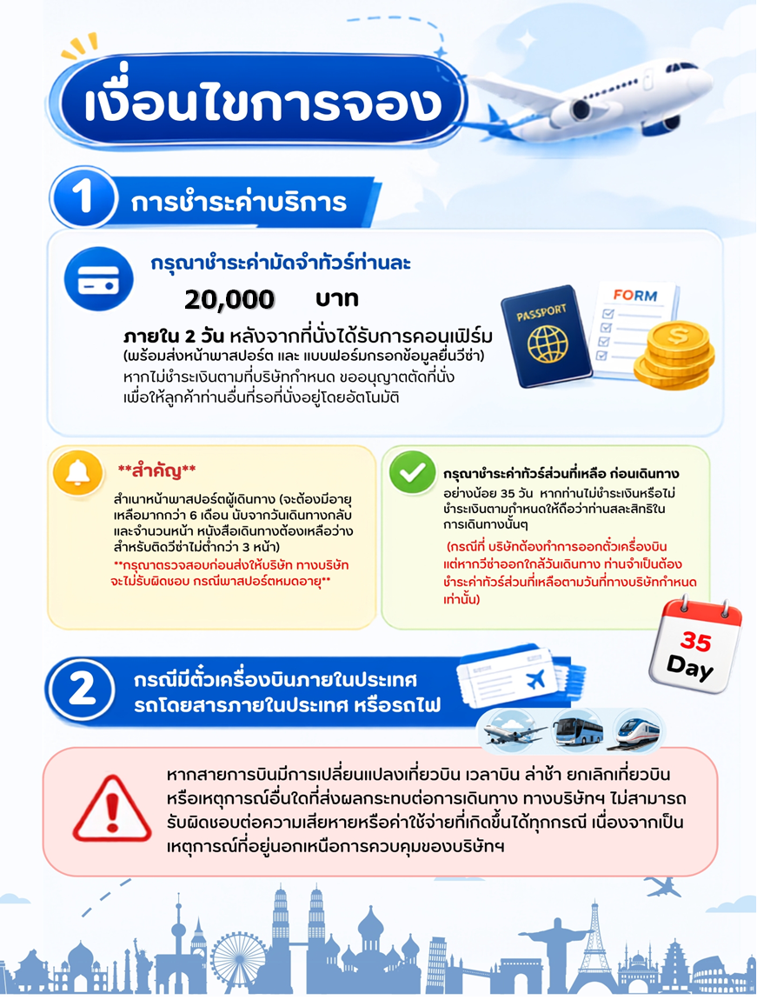 เงื่อนไขการจอง
1 การชำระค่าบริการ
กรุณาชำระค่ามัดจำทัวร์ท่านละ
20,000 บาท
ภายใน 2 วัน หลังจากที่นั่งได้รับการคอนเฟิร์ม
(พร้อมส่งหน้าพาสปอร์ต และ แบบฟอร์มกรอกข้อมูลยื่นวีซ่า)
หากไม่ชำระเงินตามที่บริษัทกำหนด ขออนุญาตตัดที่นั่ง
เพื่อให้ลูกค้าท่านอื่นที่รอที่นั่งอยู่โดยอัตโนมัติ
PASSPORT
FORM
**สำคัญ**
สำเนาหน้าพาสปอร์ตผู้เดินทาง (จะต้องมีอายุ
เหลือมากกว่า 6 เดือน นับจากวันเดินทางกลับ
และจำนวนหน้า หนังสือเดินทางต้องเหลือว่าง
สำหรับติดวีซ่าไม่ต่ำกว่า 3 หน้า)
**กรุณาตรวจสอบก่อนส่งให้บริษัท ทางบริษัท
จะไม่รับผิดชอบ กรณีพาสปอร์ตหมดอายุ**
กรุณาชำระค่าทัวร์ส่วนที่เหลือ ก่อนเดินทาง
อย่างน้อย 35 วัน หากท่านไม่ชำระเงินหรือไม่
ชำระเงินตามกำหนดให้ถือว่าท่านสละสิทธิใน
การเดินทางนั้นๆ
(กรณีที่ บริษัทต้องทำการออกตั๋วเครื่องบิน
แต่หากวีซ่าออกใกล้วันเดินทาง ท่านจำเป็นต้อง
ชำระค่าทัวร์ส่วนที่เหลือตามวันที่ทางบริษัทกำหนด
เท่านั้น)
35
Day
2 กรณีมีตั๋วเครื่องบินภายในประเทศ
รถโดยสารภายในประเทศ หรือรถไฟ
หากสายการบินมีการเปลี่ยนแปลงเที่ยวบิน เวลาบิน ล่าช้า ยกเลิกเที่ยวบิน
หรือเหตุการณ์อื่นใดที่ส่งผลกระทบต่อการเดินทาง ทางบริษัทฯ ไม่สามารถ
รับผิดชอบต่อความเสียหายหรือค่าใช้จ่ายที่เกิดขึ้นได้ทุกกรณี เนื่องจากเป็น
เหตุการณ์ที่อยู่นอกเหนือการควบคุมของบริษัทฯ